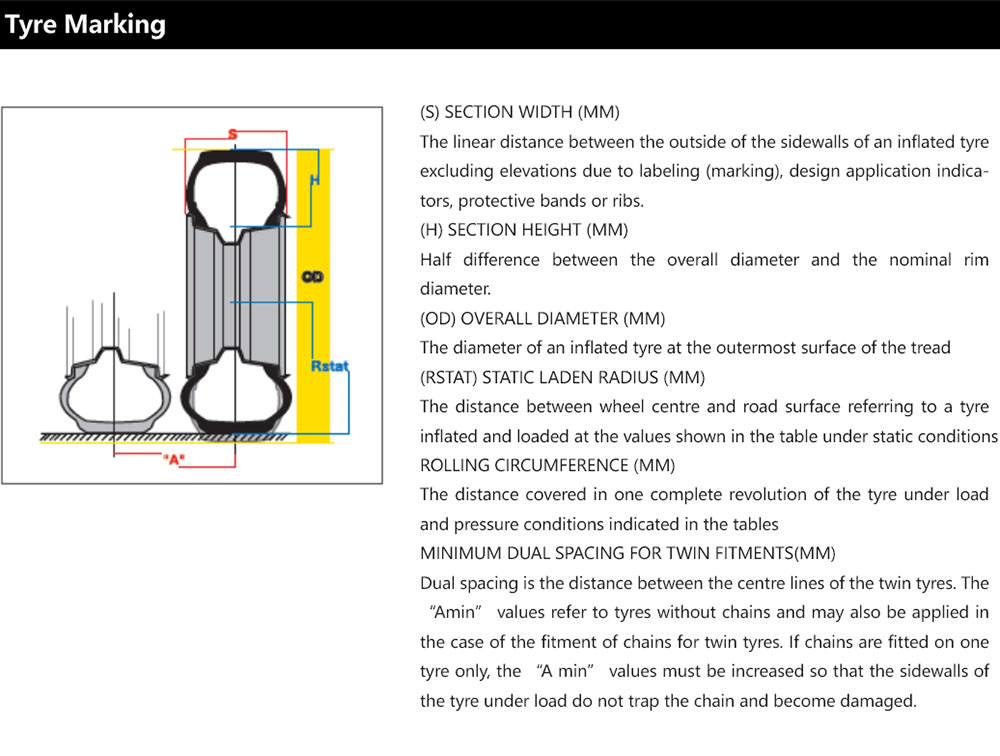 Tyre Marking
S
H
OD
Rstat
"A"
(S) SECTION WIDTH (MM)
The linear distance between the outside of the sidewalls of an inflated tyre
excluding elevations due to labeling (marking), design application indica-
tors, protective bands or ribs.
(H) SECTION HEIGHT (MM)
Half difference between the overall diameter and the nominal rim
diameter.
(OD) OVERALL DIAMETER (MM)
The diameter of an inflated tyre at the outermost surface of the tread
(RSTAT) STATIC LADEN RADIUS (MM)
The distance between wheel centre and road surface referring to a tyre
inflated and loaded at the values shown in the table under static conditions
ROLLING CIRCUMFERENCE (MM)
The distance covered in one complete revolution of the tyre under load
and pressure conditions indicated in the tables
MINIMUM DUAL SPACING FOR TWIN FITMENTS(MM)
Dual spacing is the distance between the centre lines of the twin tyres. The
“Amin” values refer to tyres without chains and may also be applied in
the case of the fitment of chains for twin tyres. If chains are fitted on one
tyre only, the “A min” values must be increased so that the sidewalls of
the tyre under load do not trap the chain and become damaged.